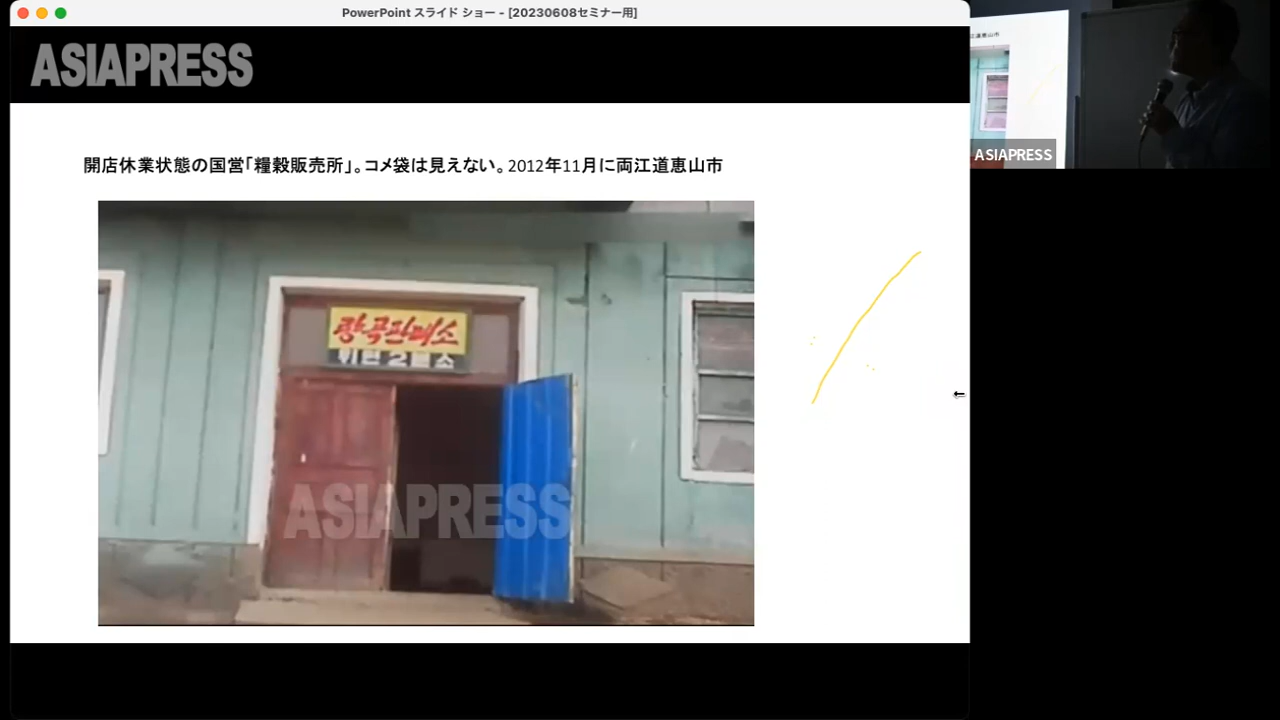 PowerPoint スライド ショー - [20230608セミナー用]
ASIAPRESS
開店休業状態の国営｢糧穀販売所｣。コメ袋は見えない。2012年11月に両江道恵山市
량곡판매소
ASIAPRESS
ASIAPRESS